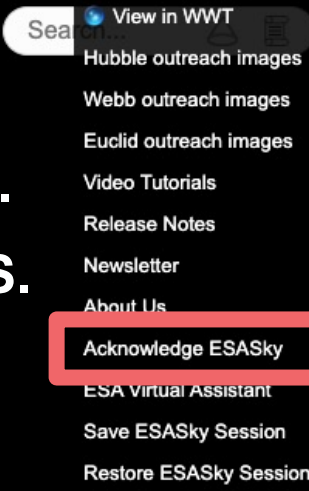 Search...
View in WWT
Hubble outreach images
Webb outreach images
Euclid outreach images
Video Tutorials
Release Notes
Newsletter
About Us
Acknowledge ESASky
ESA Virtual Assistant
Save ESASky Session
Restore ESASky Session